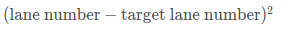 (lane number – target lane number)²